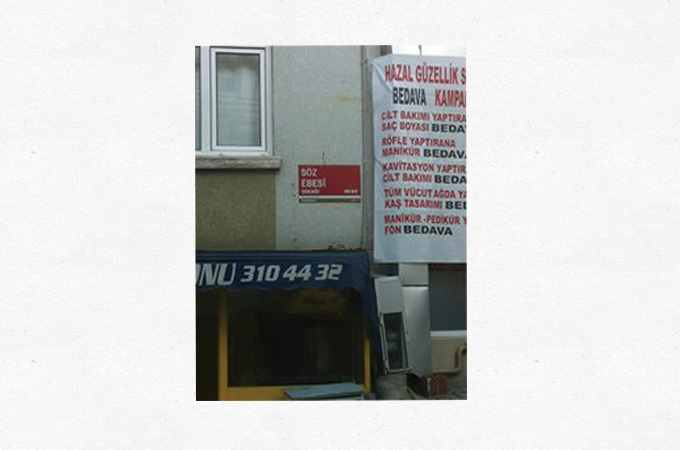 HAZAL GÜZELLİK S
BEDAVA KAMPA
CİLT BAKIMI YAPTIRA
SAÇ BOYASI BEDAV
RÖFLE YAPTIRANA
MANİKÜR BEDAVA
KAVİTASYON YAPTIR
CİLT BAKIMI BEDA
TÜM VÜCUT AĞDA YA
KAŞ TASARIMI BED
MANİKÜR -PEDİKÜR Y
FÖN BEDAVA
SÖZ
EBESİ
SOKAĞI
ONU 310 44 32